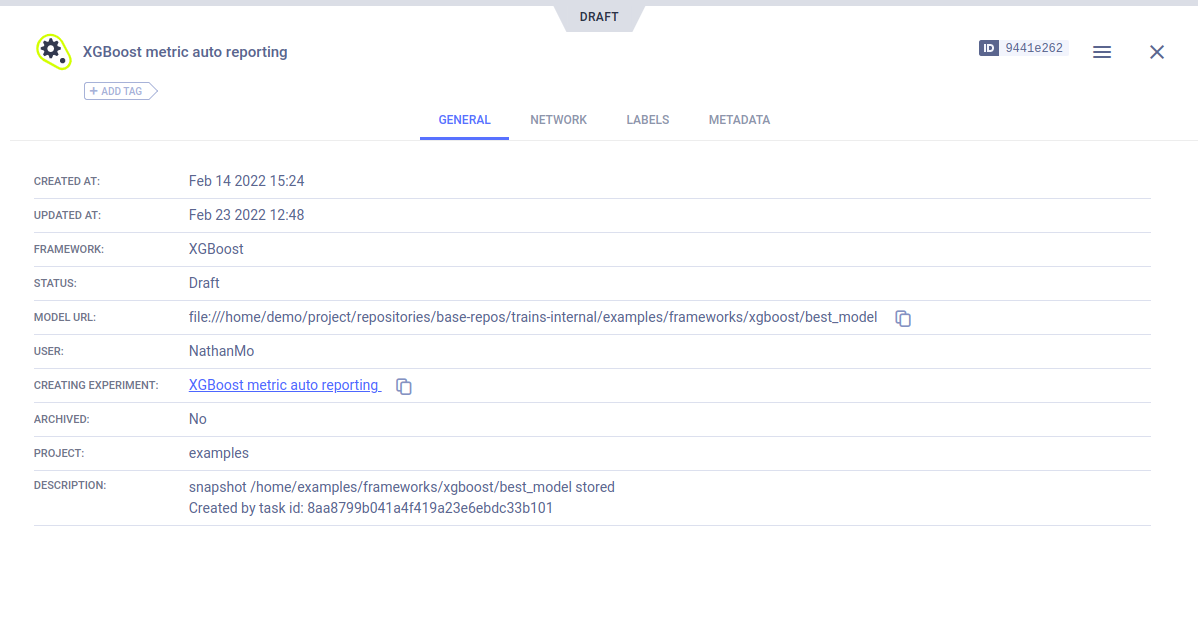 DRAFT
XGBoost metric auto reporting
ID 9441e262
+ ADD TAG
GENERAL NETWORK LABELS METADATA
CREATED AT: Feb 14 2022 15:24
UPDATED AT: Feb 23 2022 12:48
FRAMEWORK: XGBoost
STATUS: Draft
MODEL URL: file:///home/demo/project/repositories/base-repos/trains-internal/examples/frameworks/xgboost/best_model
USER: NathanMo
CREATING EXPERIMENT: XGBoost metric auto reporting
ARCHIVED: No
PROJECT: examples
DESCRIPTION: snapshot /home/examples/frameworks/xgboost/best_model stored
Created by task id: 8aa8799b041a4f419a23e6ebdc33b101